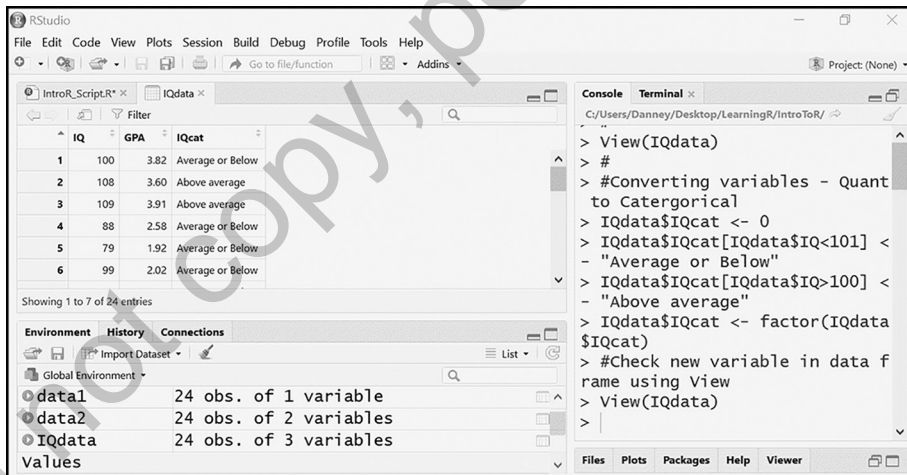 RStudio
File Edit Code View Plots Session Build Debug Profile Tools Help
Go to file/function Addins Project: (None)
IntroR_Script.R* × IQdata ×
Filter
IQ GPA IQcat
1 100 3.82 Average or Below
2 108 3.60 Above average
3 109 3.91 Above average
4 88 2.58 Average or Below
5 79 1.92 Average or Below
6 99 2.02 Average or Below
Showing 1 to 7 of 24 entries
Environment History Connections
Import Dataset List
Global Environment
data1 24 obs. of 1 variable
data2 24 obs. of 2 variables
IQdata 24 obs. of 3 variables
Values
Console Terminal ×
C:/Users/Danney/Desktop/LearningR/IntroToR/
> View(IQdata)
> #
> #Converting variables - Quant
to Catergorical
> IQdata$IQcat <- 0
> IQdata$IQcat[IQdata$IQ<101] <
- "Average or Below"
> IQdata$IQcat[IQdata$IQ>100] <
- "Above average"
> IQdata$IQcat <- factor(IQdata
$IQcat)
> #Check new variable in data f
rame using View
> View(IQdata)
>
Files Plots Packages Help Viewer
not copy, p